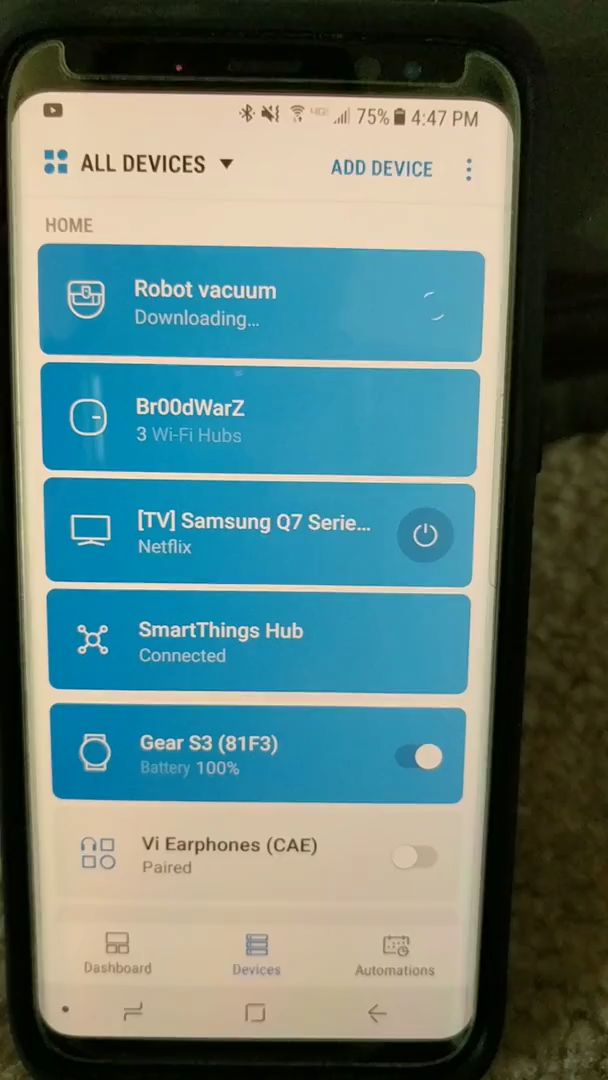 75% 4:47 PM
ALL DEVICES
ADD DEVICE
HOME
Robot vacuum
Downloading...
Br00dWarZ
3 Wi-Fi Hubs
[TV] Samsung Q7 Serie...
Netflix
SmartThings Hub
Connected
Gear S3 (81F3)
Battery 100%
Vi Earphones (CAE)
Paired
Dashboard
Devices
Automations